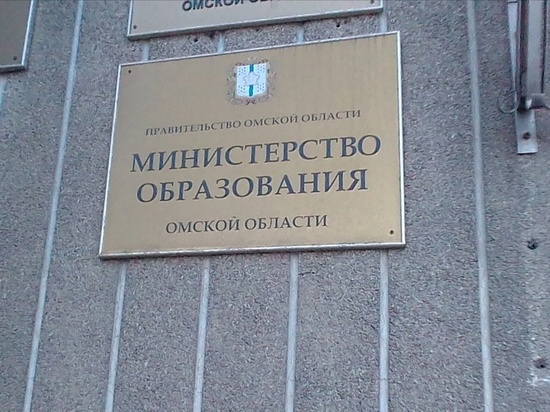 ОМСКОЙ ОБЛАСТИ
ПРАВИТЕЛЬСТВО ОМСКОЙ ОБЛАСТИ
МИНИСТЕРСТВО
ОБРАЗОВАНИЯ
ОМСКОЙ ОБЛАСТИ